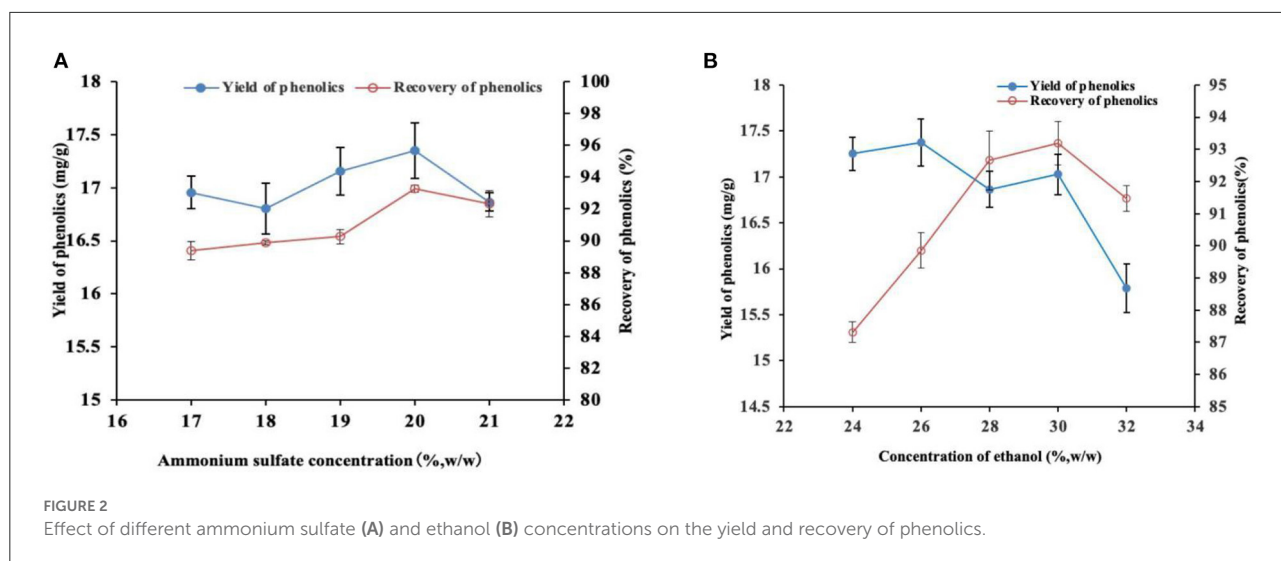 A
Yield of phenolics
Recovery of phenolics
18
17.5
17
16.5
16
15.5
15
Yield of phenolics (mg/g)
100
98
96
94
92
90
88
86
84
82
80
Recovery of phenolics (%)
16 17 18 19 20 21 22
Ammonium sulfate concentration (%,w/w)
B
Yield of phenolics
Recovery of phenolics
18
17.5
17
16.5
16
15.5
15
14.5
Yield of phenolics (mg/g)
95
94
93
92
91
90
89
88
87
86
85
Recovery of phenolics(%)
22 24 26 28 30 32 34
Concentration of ethanol (%,w/w)
FIGURE 2
Effect of different ammonium sulfate (A) and ethanol (B) concentrations on the yield and recovery of phenolics.